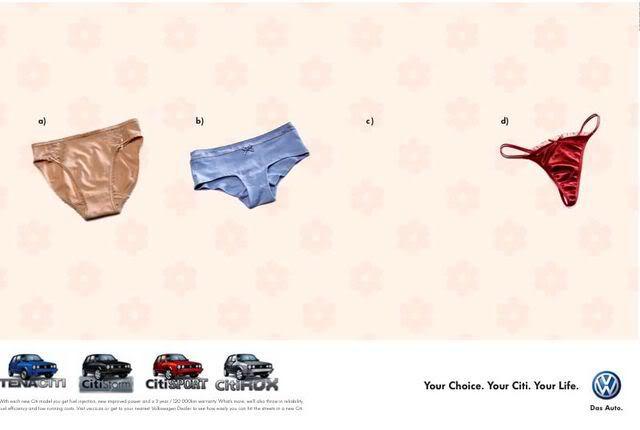 a)
b)
c)
d)
TENACITI
CitiStorm
CitiSPORT
CitiROX
With each new Citi model you get fuel injection, new improved power and a 3 year / 120 000km warranty. What's more, we'll also throw in reliability,
fuel efficiency and low running costs. Visit vw.co.za or get to your nearest Volkswagen Dealer to see how easily you can hit the streets in a new Citi.
Your Choice. Your Citi. Your Life.
Das Auto.